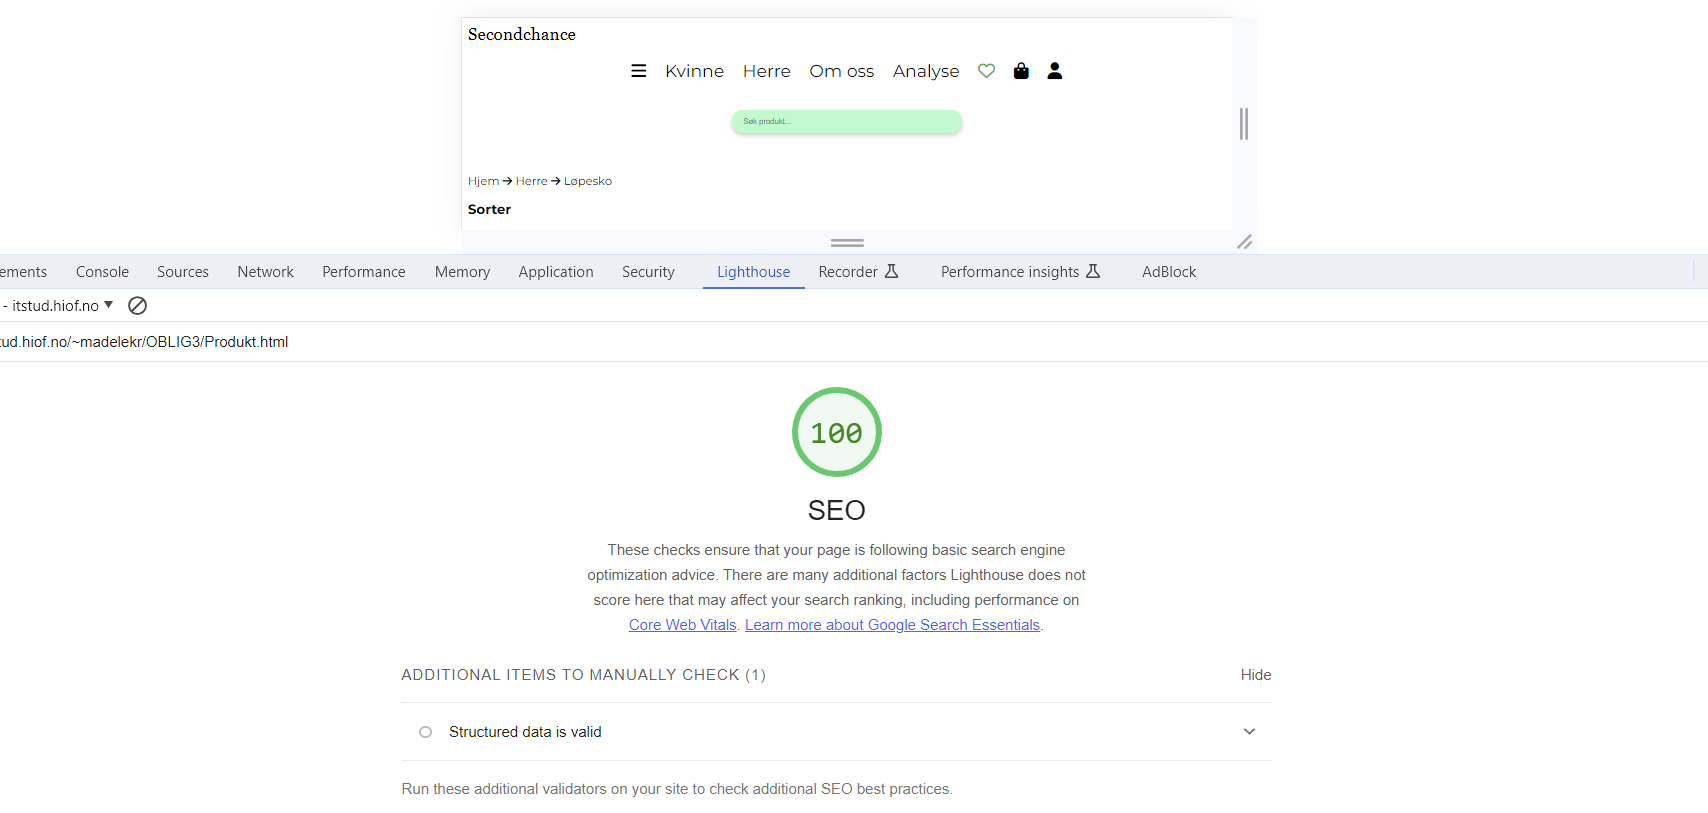 Secondchance
Kvinne Herre Om oss Analyse
Søk produkt...
Hjem → Herre → Løpesko
Sorter
ements Console Sources Network Performance Memory Application Security Lighthouse Recorder Performance insights AdBlock
- itstud.hiof.no ▼
tud.hiof.no/~madelekr/OBLIG3/Produkt.html
100
SEO
These checks ensure that your page is following basic search engine
optimization advice. There are many additional factors Lighthouse does not
score here that may affect your search ranking, including performance on
Core Web Vitals. Learn more about Google Search Essentials.
ADDITIONAL ITEMS TO MANUALLY CHECK (1) Hide
Structured data is valid
Run these additional validators on your site to check additional SEO best practices.